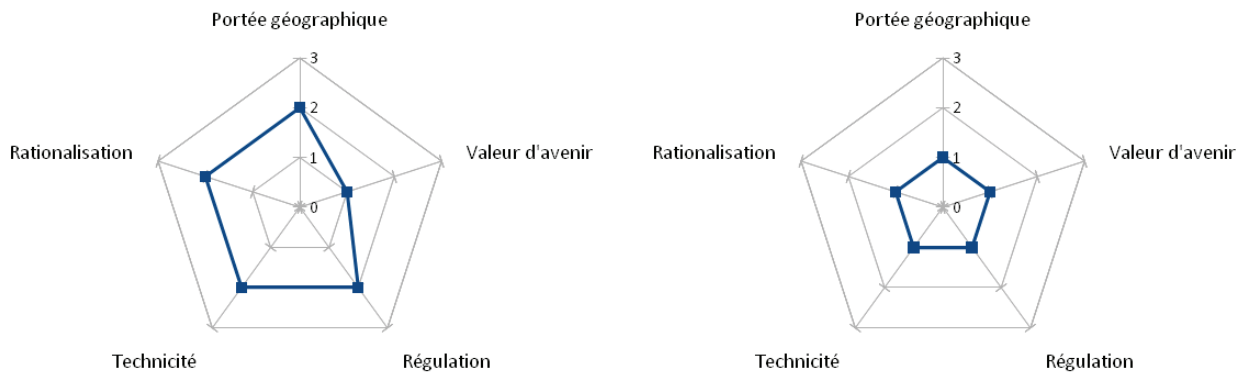 Portée géographique
3
2
Rationalisation
Valeur d'avenir
1
0
Technicité
Régulation
Portée géographique
3
2
Rationalisation
Valeur d'avenir
1
0
Technicité
Régulation